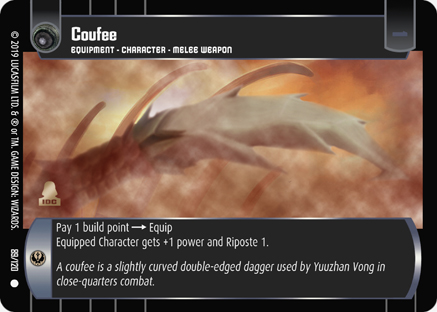 Coufee
EQUIPMENT - CHARACTER - MELEE WEAPON
© 2019 LUCASFILM LTD. & ® OR TM. GAME DESIGN: WIZARDS.
IDC
Pay 1 build point → Equip
Equipped Character gets +1 power and Riposte 1.
A coufee is a slightly curved double-edged dagger used by Yuuzhan Vong in
close-quarters combat.